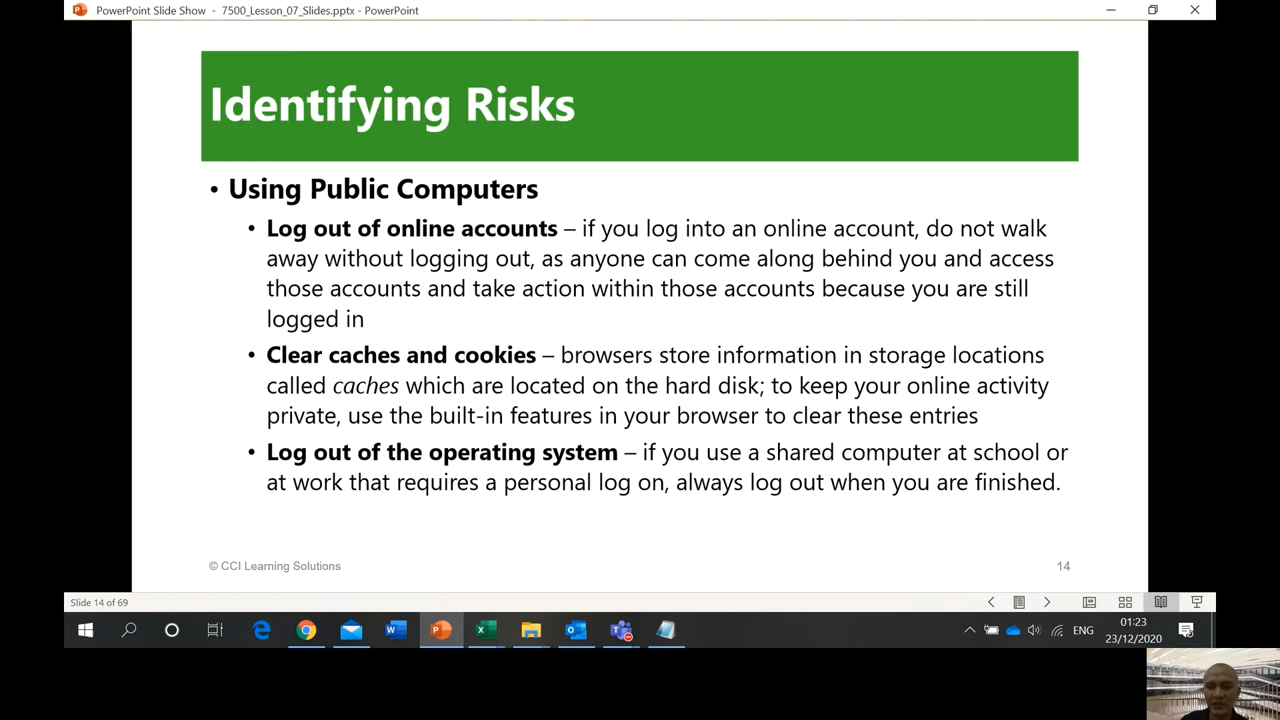 PowerPoint Slide Show - 7500_Lesson_07_Slides.pptx - PowerPoint
Identifying Risks
• Using Public Computers
• Log out of online accounts – if you log into an online account, do not walk
away without logging out, as anyone can come along behind you and access
those accounts and take action within those accounts because you are still
logged in
• Clear caches and cookies – browsers store information in storage locations
called caches which are located on the hard disk; to keep your online activity
private, use the built-in features in your browser to clear these entries
• Log out of the operating system – if you use a shared computer at school or
at work that requires a personal log on, always log out when you are finished.
© CCI Learning Solutions 14
Slide 14 of 69
ENG
01:23
23/12/2020